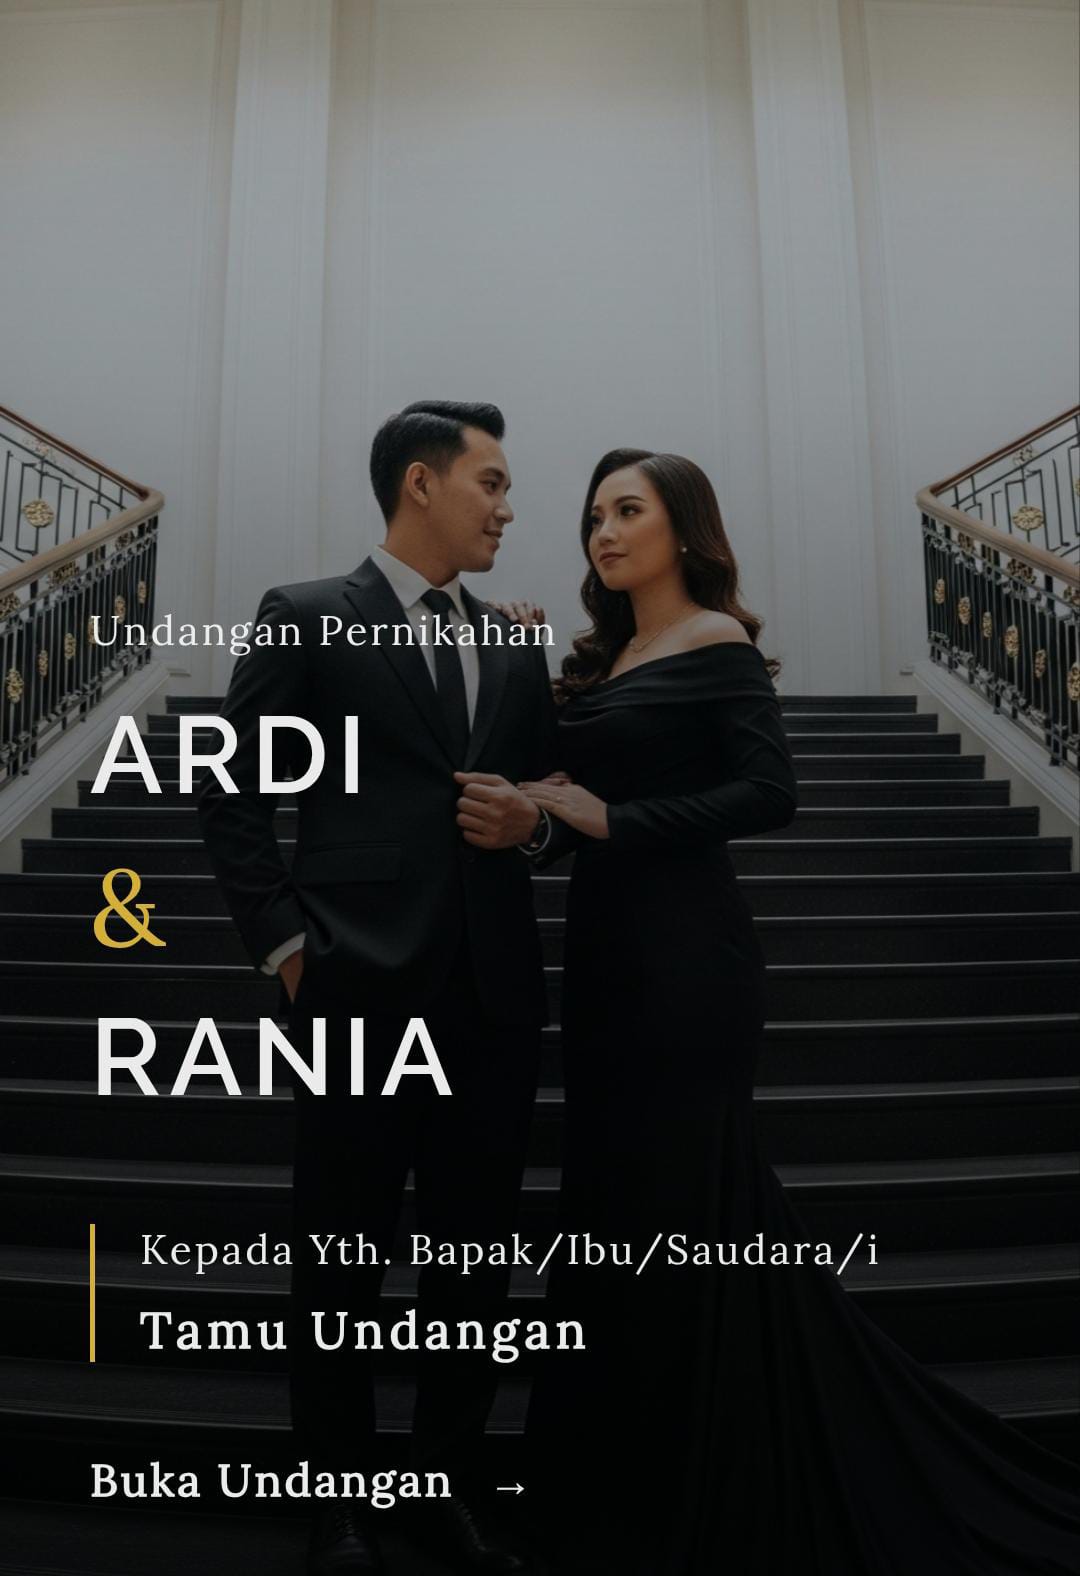 Undangan Pernikahan
ARDI
&
RANIA
Kepada Yth. Bapak/Ibu/Saudara/i
Tamu Undangan
Buka Undangan →